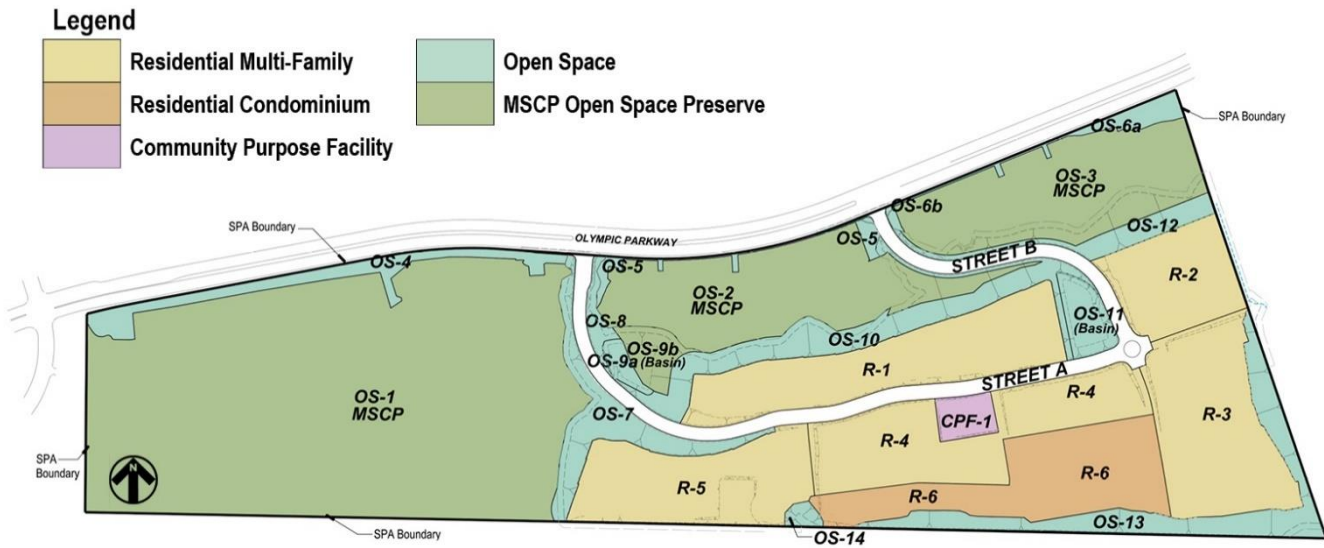 Legend
Residential Multi-Family
Residential Condominium
Community Purpose Facility
Open Space
MSCP Open Space Preserve
SPA Boundary
OS-6a
OS-3
MSCP
OS-6b
OS-12
SPA Boundary
OLYMPIC PARKWAY
OS-5
STREET B
R-2
OS-4
OS-5
OS-2
MSCP
OS-11
(Basin)
OS-8
OS-10
OS-9b
(Basin)
OS-9a
R-1
STREET A
OS-1
MSCP
OS-7
R-4
CPF-1
R-3
R-4
SPA
Boundary
N
R-5
R-6
R-6
OS-13
OS-14
SPA Boundary